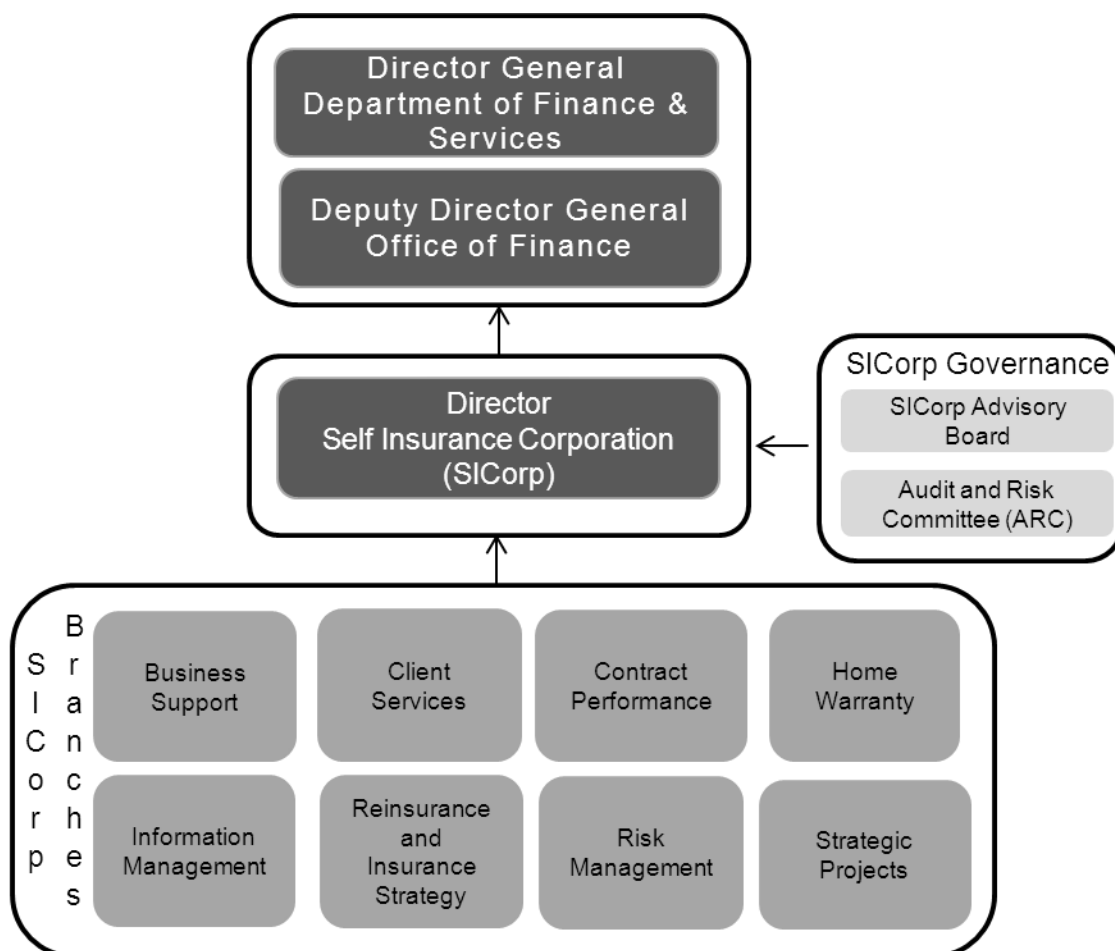 Director General
Department of Finance &
Services
Deputy Director General
Office of Finance
Director
Self Insurance Corporation
(SICorp)
SICorp Governance
SICorp Advisory
Board
Audit and Risk
Committee (ARC)
SICorp
Branches
Business
Support
Client
Services
Contract
Performance
Home
Warranty
Information
Management
Reinsurance
and
Insurance
Strategy
Risk
Management
Strategic
Projects